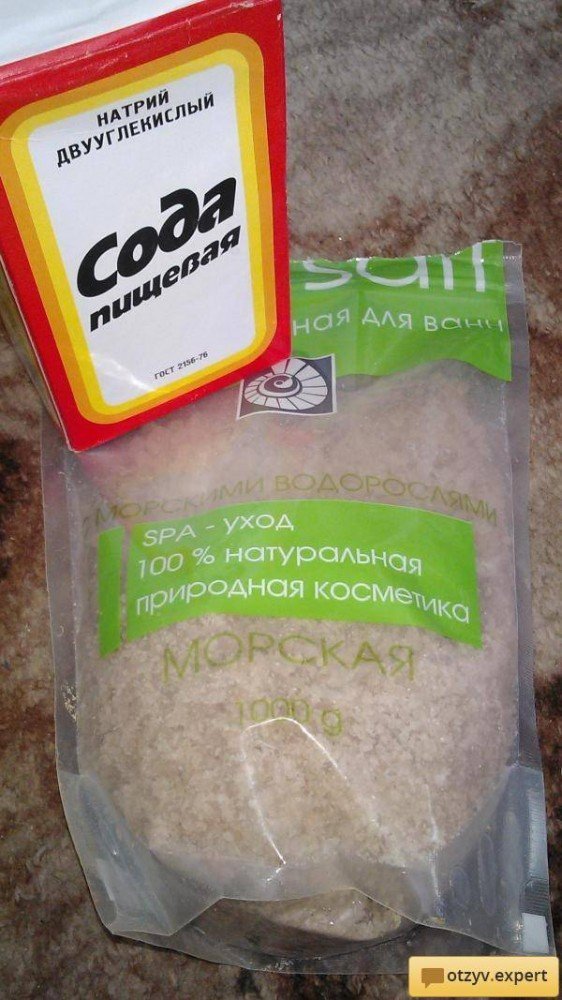 НАТРИЙ
ДВУУГЛЕКИСЛЫЙ
Сода
пищевая
ГОСТ 2156-76
salt
ная для ванн
МОРСКИМИ ВОДОРОСЛЯМИ
SPA - уход
100 % натуральная
природная косметика
МОРСКАЯ
1000 g
otzyv.expert